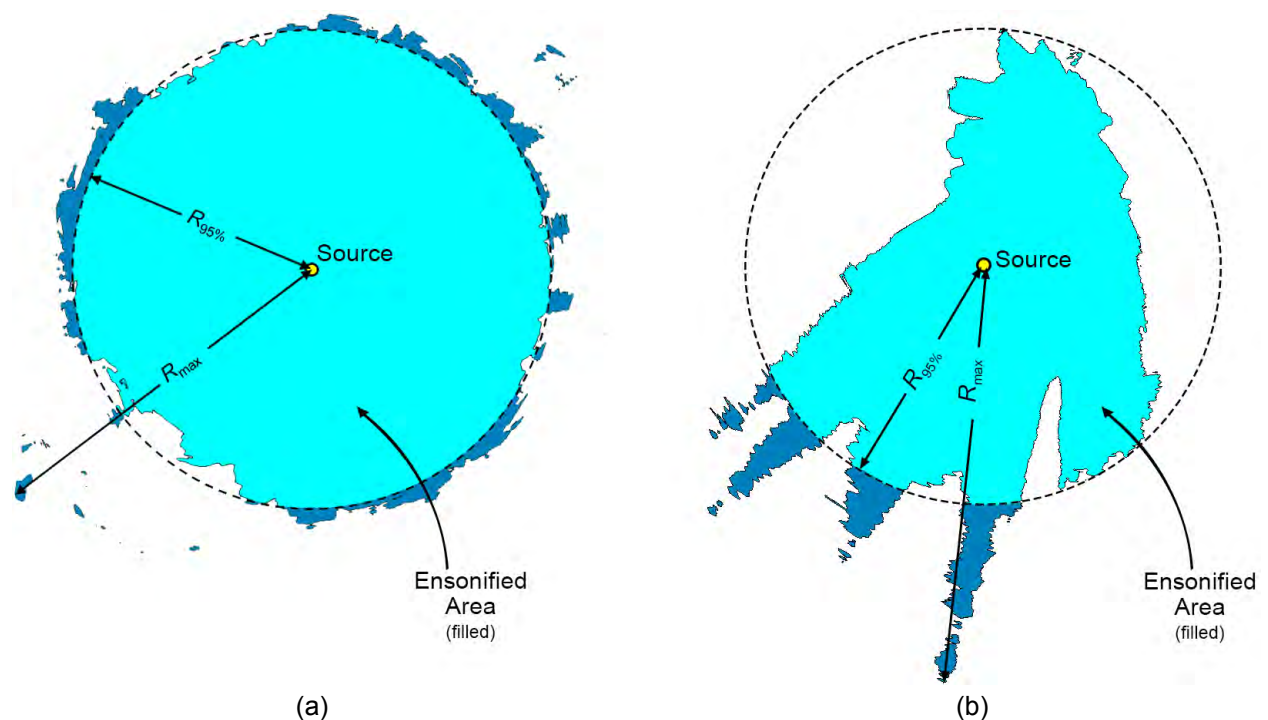 R95%
Source
Rmax
Ensonified
Area
(filled)
(a)
Source
R95%
Rmax
Ensonified
Area
(filled)
(b)